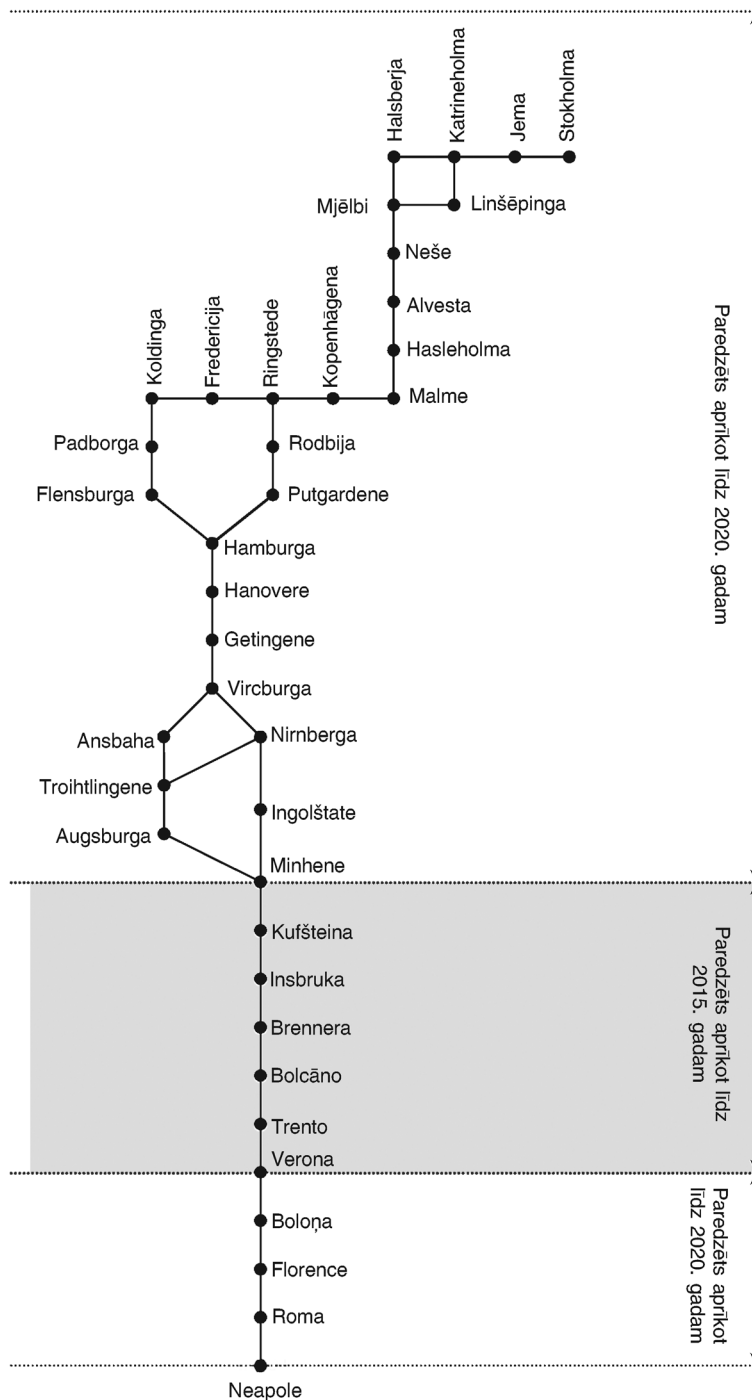 Halsberja
Katrineholma
Jema
Stokholma
Mjēlbi
Linšēpinga
Neše
Alvesta
Hasleholma
Malme
Koldinga
Fredericija
Ringstede
Kopenhāgena
Padborga
Rodbija
Flensburga
Putgardene
Hamburga
Hanovere
Getingene
Vircburga
Ansbaha
Nirnberga
Troihtlingene
Ingolštate
Augsburga
Minhene
Paredzēts aprīkot līdz 2020. gadam
Kufšteina
Insbruka
Brennera
Bolcāno
Trento
Verona
Paredzēts aprīkot līdz
2015. gadam
Boloņa
Florence
Roma
Neapole
Paredzēts aprīkot
līdz 2020. gadam